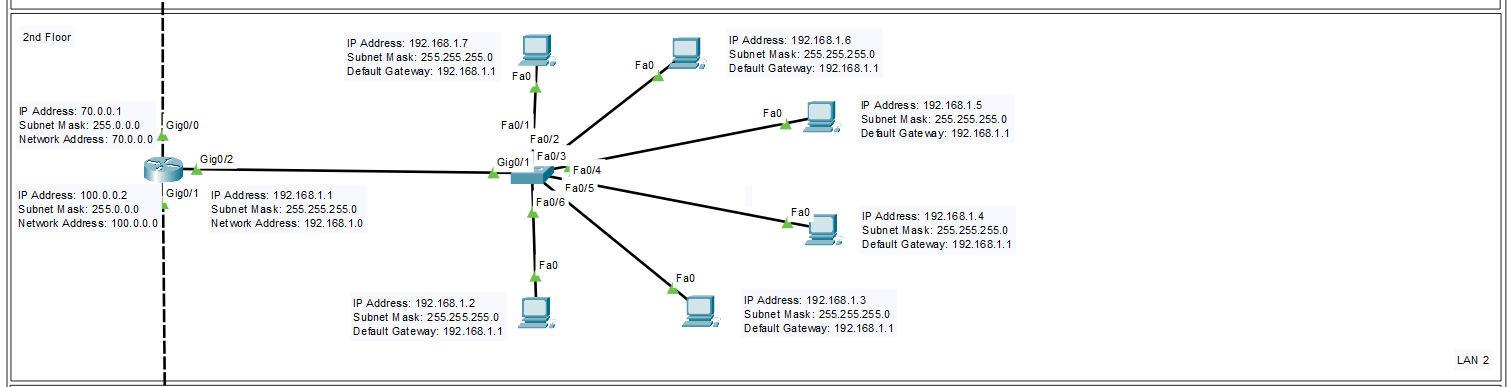 2nd Floor
IP Address: 192.168.1.7
Subnet Mask: 255.255.255.0
Default Gateway: 192.168.1.1
Fa0
IP Address: 192.168.1.6
Subnet Mask: 255.255.255.0
Default Gateway: 192.168.1.1
Fa0
IP Address: 192.168.1.5
Subnet Mask: 255.255.255.0
Default Gateway: 192.168.1.1
Fa0
IP Address: 70.0.0.1
Subnet Mask: 255.0.0.0
Network Address: 70.0.0.0
Gig0/0
Gig0/2
Gig0/1
IP Address: 100.0.0.2
Subnet Mask: 255.0.0.0
Network Address: 100.0.0.0
IP Address: 192.168.1.1
Subnet Mask: 255.255.255.0
Network Address: 192.168.1.0
Fa0/1
Fa0/2
Fa0/3
Gig0/1
Fa0/4
Fa0/5
Fa0/6
Fa0
IP Address: 192.168.1.4
Subnet Mask: 255.255.255.0
Default Gateway: 192.168.1.1
Fa0
IP Address: 192.168.1.2
Subnet Mask: 255.255.255.0
Default Gateway: 192.168.1.1
Fa0
IP Address: 192.168.1.3
Subnet Mask: 255.255.255.0
Default Gateway: 192.168.1.1
LAN 2